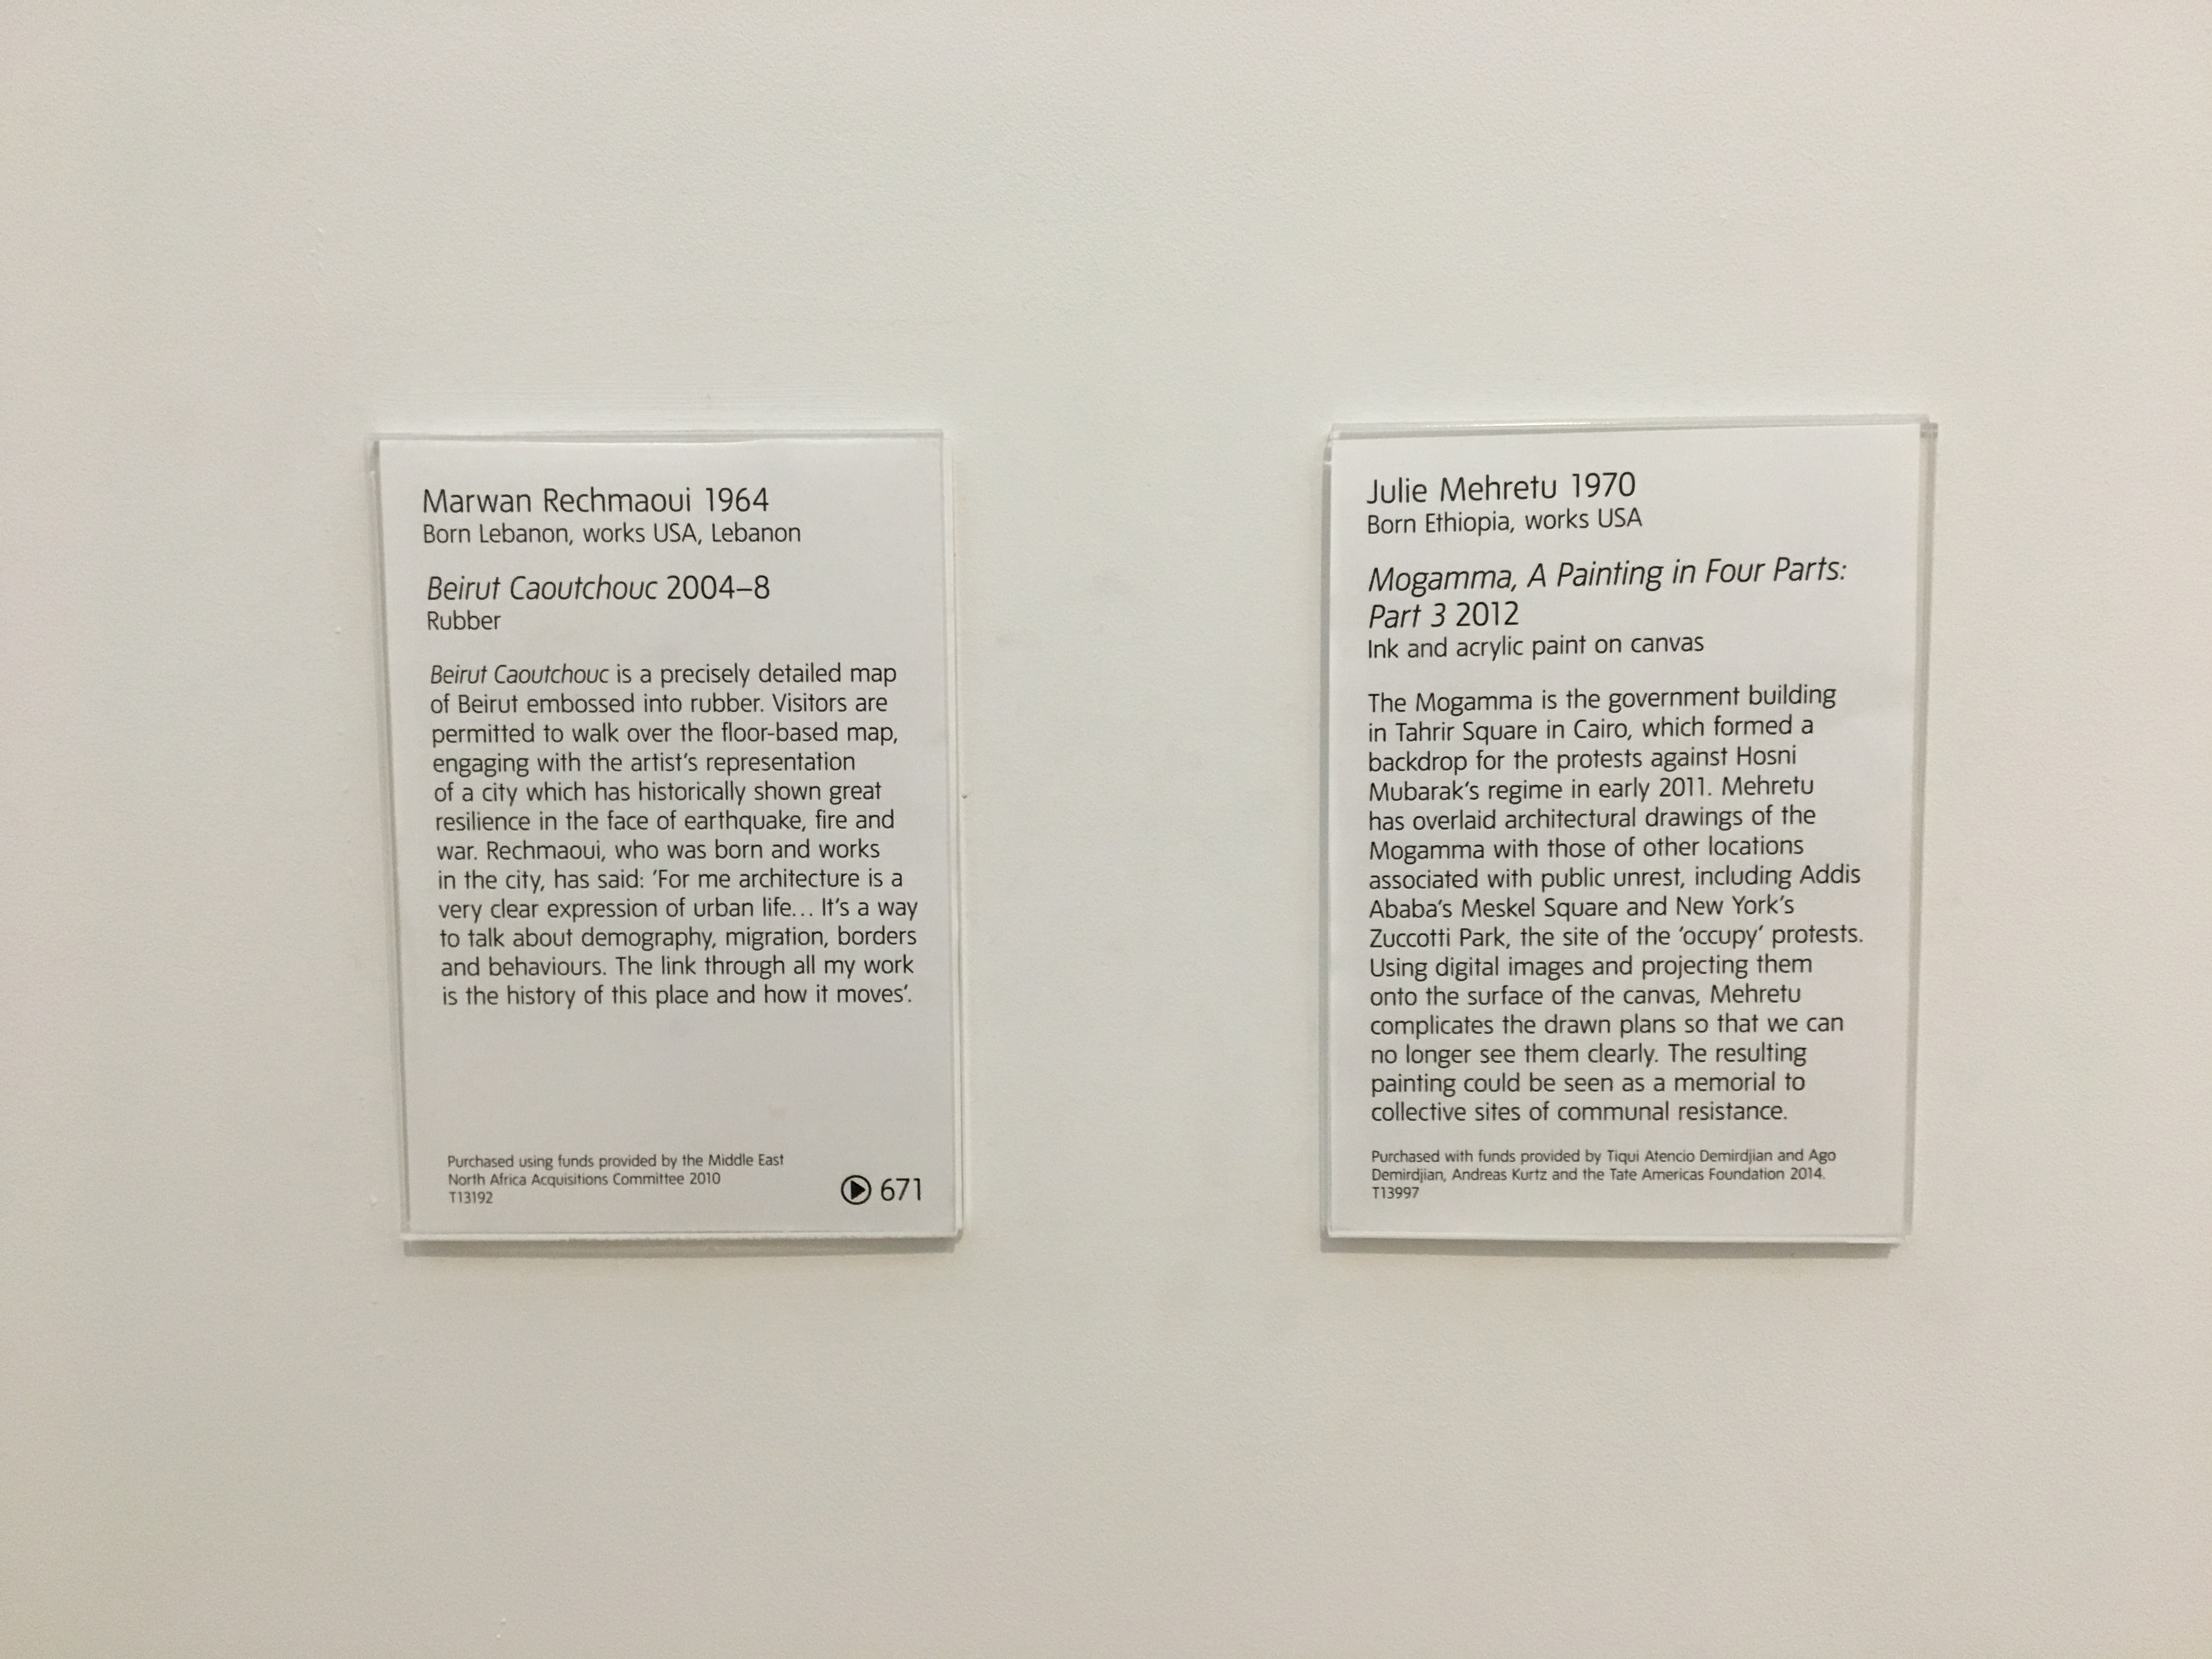 Marwan Rechmaoui 1964
Born Lebanon, works USA, Lebanon
Beirut Caoutchouc 2004–8
Rubber
Beirut Caoutchouc is a precisely detailed map
of Beirut embossed into rubber. Visitors are
permitted to walk over the floor-based map,
engaging with the artist's representation
of a city which has historically shown great
resilience in the face of earthquake, fire and
war. Rechmaoui, who was born and works
in the city, has said: 'For me architecture is a
very clear expression of urban life… It's a way
to talk about demography, migration, borders
and behaviours. The link through all my work
is the history of this place and how it moves'.
Purchased using funds provided by the Middle East
North Africa Acquisitions Committee 2010
T13192
671
Julie Mehretu 1970
Born Ethiopia, works USA
Mogamma, A Painting in Four Parts:
Part 3 2012
Ink and acrylic paint on canvas
The Mogamma is the government building
in Tahrir Square in Cairo, which formed a
backdrop for the protests against Hosni
Mubarak's regime in early 2011. Mehretu
has overlaid architectural drawings of the
Mogamma with those of other locations
associated with public unrest, including Addis
Ababa's Meskel Square and New York's
Zuccotti Park, the site of the 'occupy' protests.
Using digital images and projecting them
onto the surface of the canvas, Mehretu
complicates the drawn plans so that we can
no longer see them clearly. The resulting
painting could be seen as a memorial to
collective sites of communal resistance.
Purchased with funds provided by Tiqui Atencio Demirdjian and Ago
Demirdjian, Andreas Kurtz and the Tate Americas Foundation 2014.
T13997